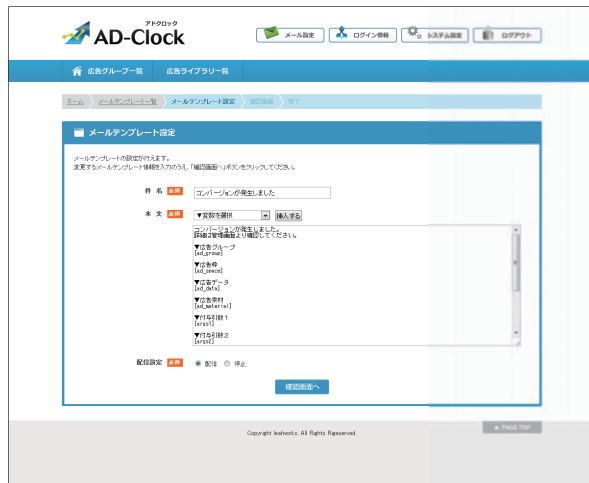 アドクロック
AD-Clock
メール設定 ログイン情報 システム設定 ログアウト
広告グループ一覧 広告ライブラリー一覧
ホーム メールテンプレート一覧 メールテンプレート設定 確認画面 完了
メールテンプレート設定
メールテンプレートの設定が行えます。
変更するメールテンプレート情報を入力のうえ、「確認画面へ」ボタンをクリックしてください。
件 名 必須 コンバージョンが発生しました
本 文 必須 ▼変数を選択 挿入する
コンバージョンが発生しました。
詳細は管理画面より確認してください。
▼広告グループ
[ad_group]
▼広告枠
[ad_space]
▼広告データ
[ad_data]
▼広告素材
[ad_material]
▼付与引数1
[args1]
▼付与引数2
[args2]
配信設定 必須 配信 停止
確認画面へ
▲ PAGE TOP
Copyright leafworks. All Rights Rigeserved.